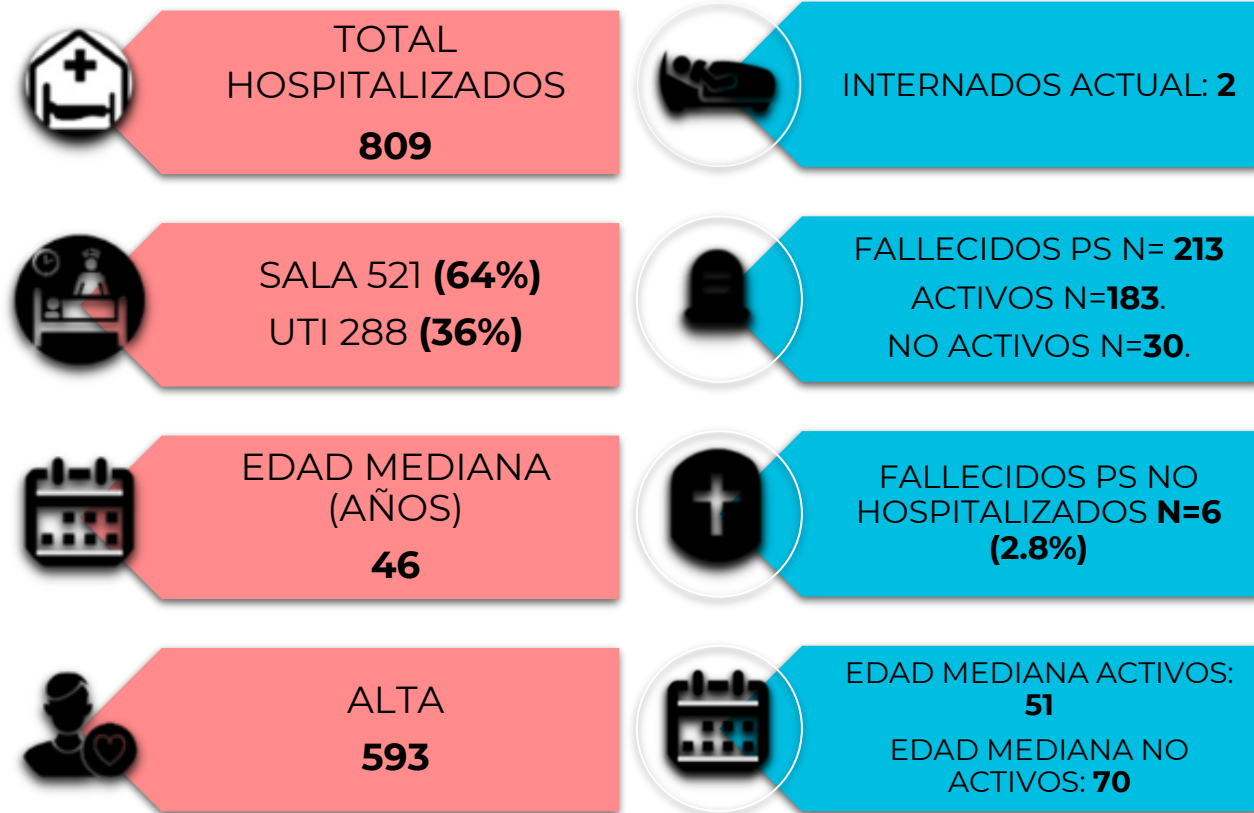 TOTAL
HOSPITALIZADOS
809
INTERNADOS ACTUAL: 2
SALA 521 (64%)
UTI 288 (36%)
FALLECIDOS PS N= 213
ACTIVOS N=183.
NO ACTIVOS N=30.
EDAD MEDIANA
(AÑOS)
46
FALLECIDOS PS NO
HOSPITALIZADOS N=6
(2.8%)
ALTA
593
EDAD MEDIANA ACTIVOS:
51
EDAD MEDIANA NO
ACTIVOS: 70